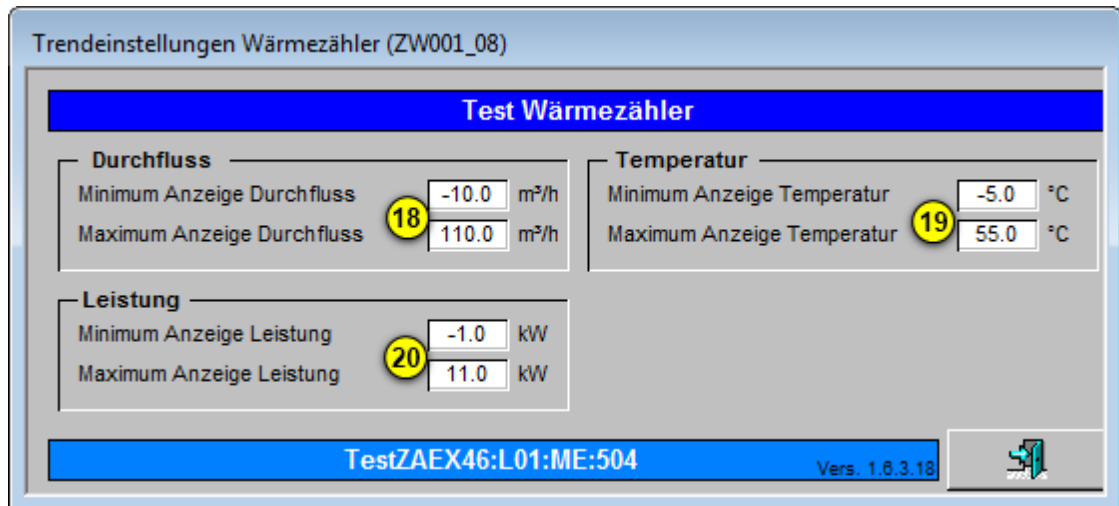 Trendeinstellungen Wärmezähler (ZW001_08)
Test Wärmezähler
Durchfluss
Minimum Anzeige Durchfluss -10.0 m³/h
18
Maximum Anzeige Durchfluss 110.0 m³/h
Temperatur
Minimum Anzeige Temperatur -5.0 °C
19
Maximum Anzeige Temperatur 55.0 °C
Leistung
Minimum Anzeige Leistung -1.0 kW
20
Maximum Anzeige Leistung 11.0 kW
TestZAEX46:L01:ME:504 Vers. 1.6.3.18